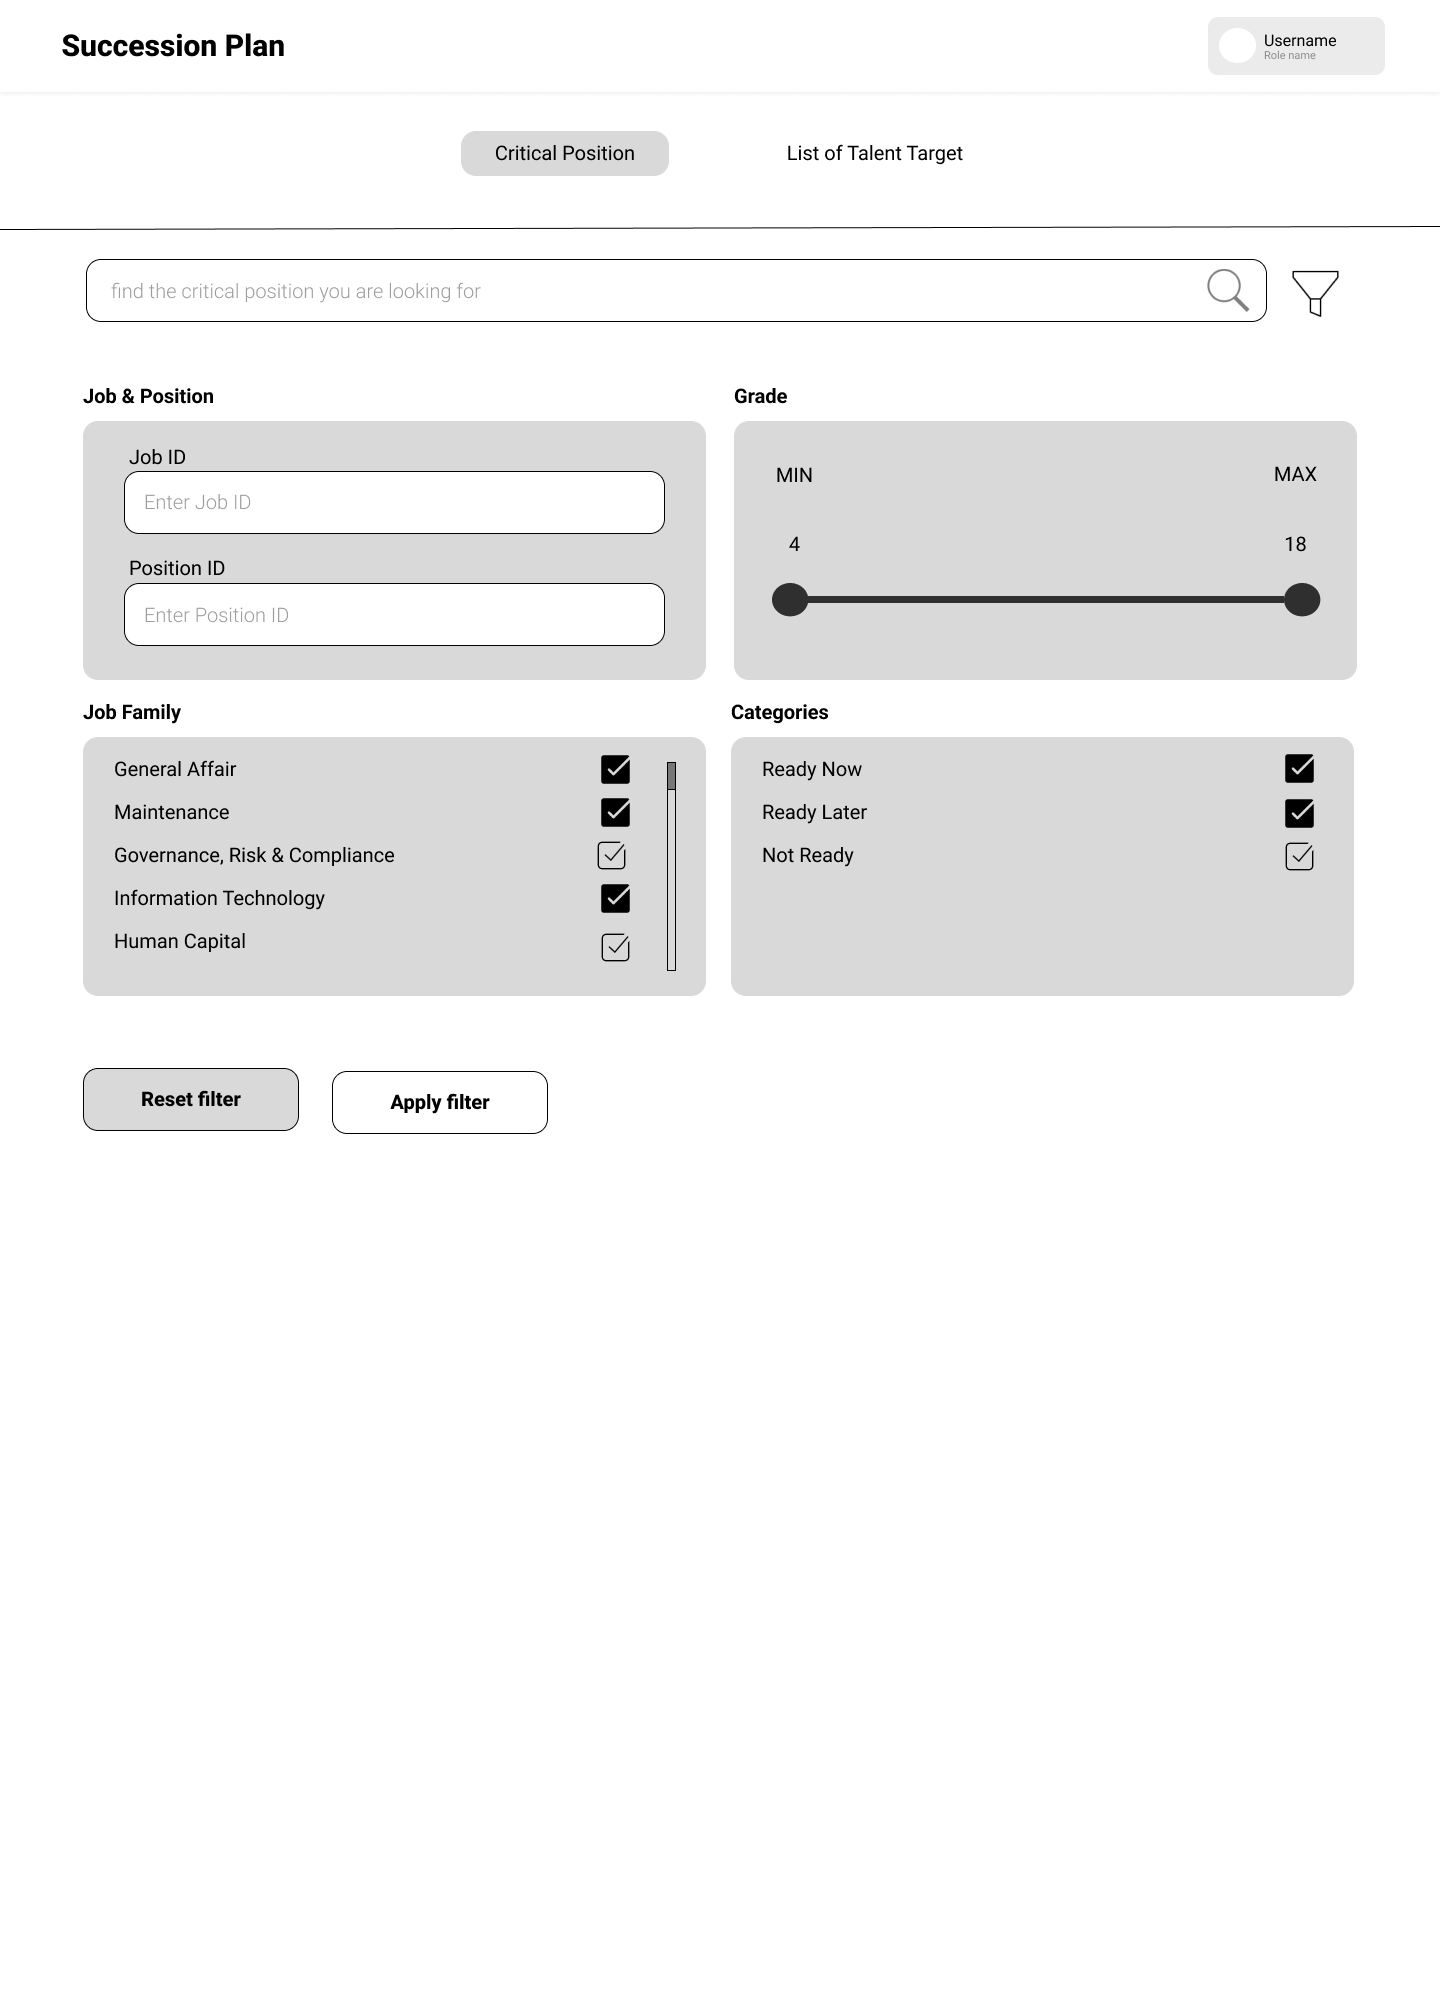 Succession Plan
Username
Role name
Critical Position
List of Talent Target
find the critical position you are looking for
Job & Position
Grade
Job ID
Enter Job ID
Position ID
Enter Position ID
MIN
MAX
4
18
Job Family
Categories
General Affair
Maintenance
Governance, Risk & Compliance
Information Technology
Human Capital
Ready Now
Ready Later
Not Ready
Reset filter
Apply filter